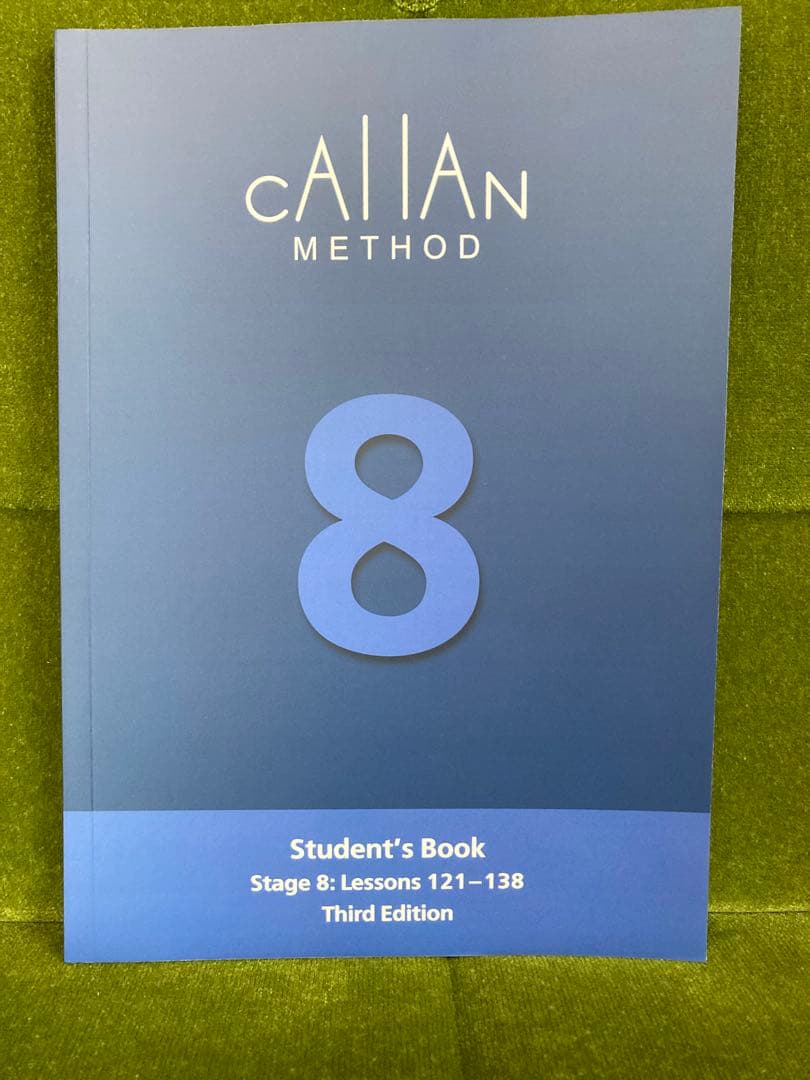 CALLAN
METHOD
8
Student's Book
Stage 8: Lessons 121–138
Third Edition